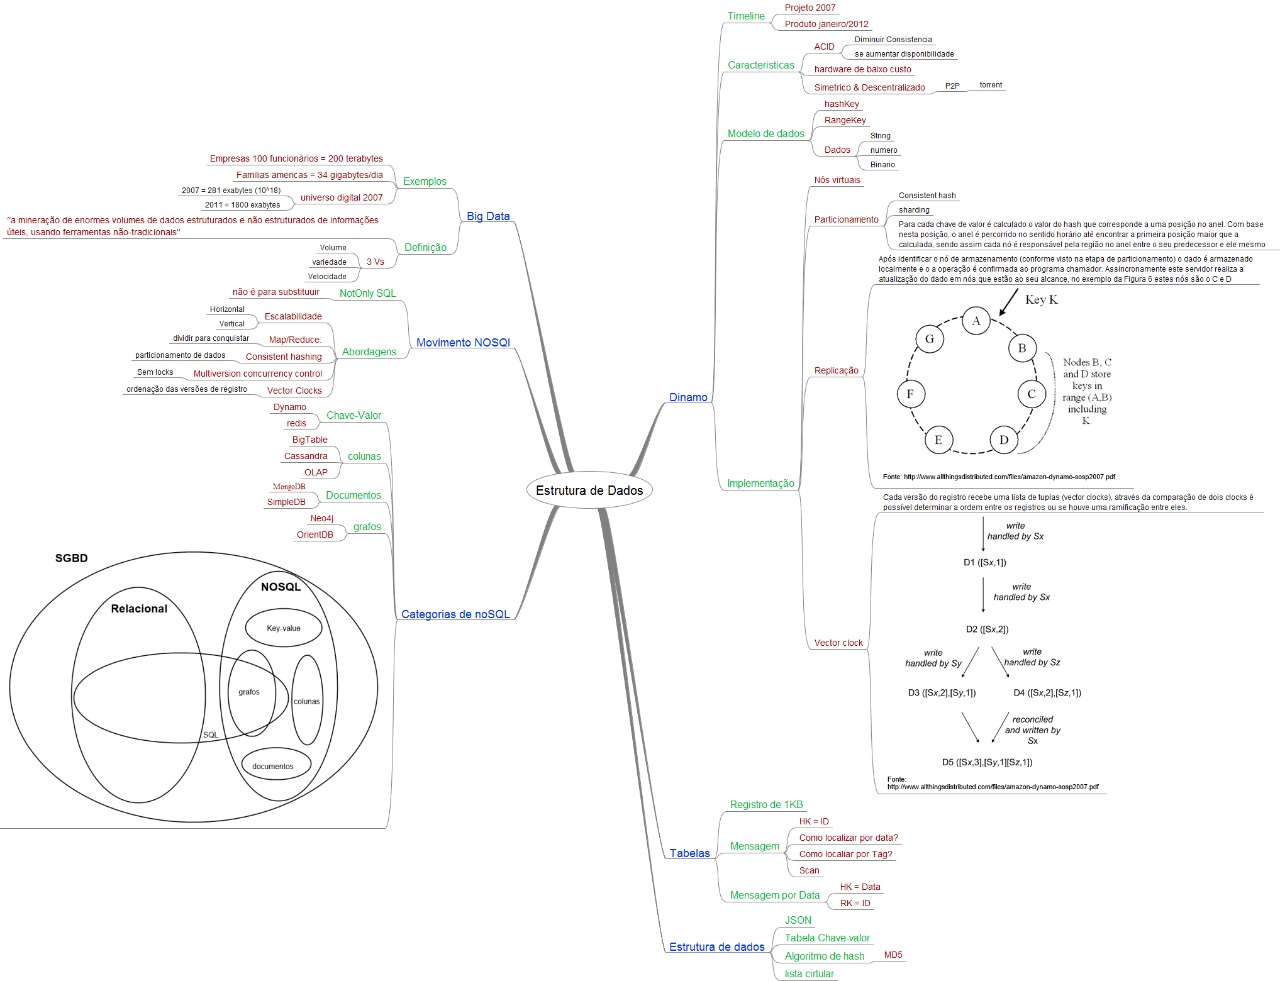 Estrutura de Dados
Big Data
Exemplos
Empresas 100 funcionários = 200 terabytes
Familias americas = 34 gigabytes/dia
universo digital 2007
2007 = 281 exabytes (10^18)
2011 = 1800 exabytes
Definição
"a mineração de enormes volumes de dados estruturados e não estruturados de informações
úteis, usando ferramentas não-tradicionais"
3 Vs
Volume
variedade
Velocidade
Movimento NOSQl
NotOnly SQL
não é para substituuir
Abordagens
Escalabilidade
Horizontal
Vertical
Map/Reduce.
dividir para conquistar
Consistent hashing
particionamento de dados
Multiversion concurrency control
Sem locks
Vector Clocks
ordenação das versões de registro
Categorias de noSQL
Chave-Valor
Dynamo
redis
colunas
BigTable
Cassandra
OLAP
Documentos
MongoDB
SimpleDB
grafos
Neo4j
OrientDB
SGBD
Relacional
NOSQL
Key-value
grafos
colunas
SQL
documentos
Dinamo
Timeline
Projeto 2007
Produto janeiro/2012
Caracteristicas
ACID
Diminuir Consistencia
se aumentar disponibilidade
hardware de baixo custo
Simetrico & Descentralizado
P2P
torrent
Modelo de dados
hashKey
RangeKey
Dados
String
numero
Binario
Implementação
Nós virtuais
Particionamento
Consistent hash
sharding
Para cada chave de valor é calculado o valor do hash que corresponde a uma posição no anel. Com base
nesta posição, o anel é percorrido no sentido horário até encontrar a primeira posição maior que a
calculada, sendo assim cada nó é responsável pela região no anel entre o seu predecessor e ele mesmo
Replicação
Após identificar o nó de armazenamento (conforme visto na etapa de particionamento) o dado é armazenado
localmente e o a operação é confirmada ao programa chamador. Assincronamente este servidor realiza a
atualização do dado em nós que estão ao seu alcance, no exemplo da Figura 6 estes nós são o C e D
Key K
A
B
C
D
E
F
G
Nodes B, C
and D store
keys in
range (A,B)
including
K.
Fonte: http://www.allthingsdistributed.com/files/amazon-dynamo-sosp2007.pdf
Vector clock
Cada versão do registro recebe uma lista de tuplas (vector clocks), através da comparação de dois clocks é
possível determinar a ordem entre os registros ou se houve uma ramificação entre eles.
write
handled by Sx
D1 ([Sx,1])
write
handled by Sx
D2 ([Sx,2])
write
handled by Sy
write
handled by Sz
D3 ([Sx,2],[Sy,1])
D4 ([Sx,2],[Sz,1])
reconciled
and written by
Sx
D5 ([Sx,3],[Sy,1][Sz,1])
Fonte:
http://www.allthingsdistributed.com/files/amazon-dynamo-sosp2007.pdf
Tabelas
Registro de 1KB
Mensagem
HK = ID
Como localizar por data?
Como localiar por Tag?
Scan
Mensagem por Data
HK = Data
RK = ID
Estrutura de dados
JSON
Tabela Chave-valor
Algoritmo de hash
MD5
lista cirtular